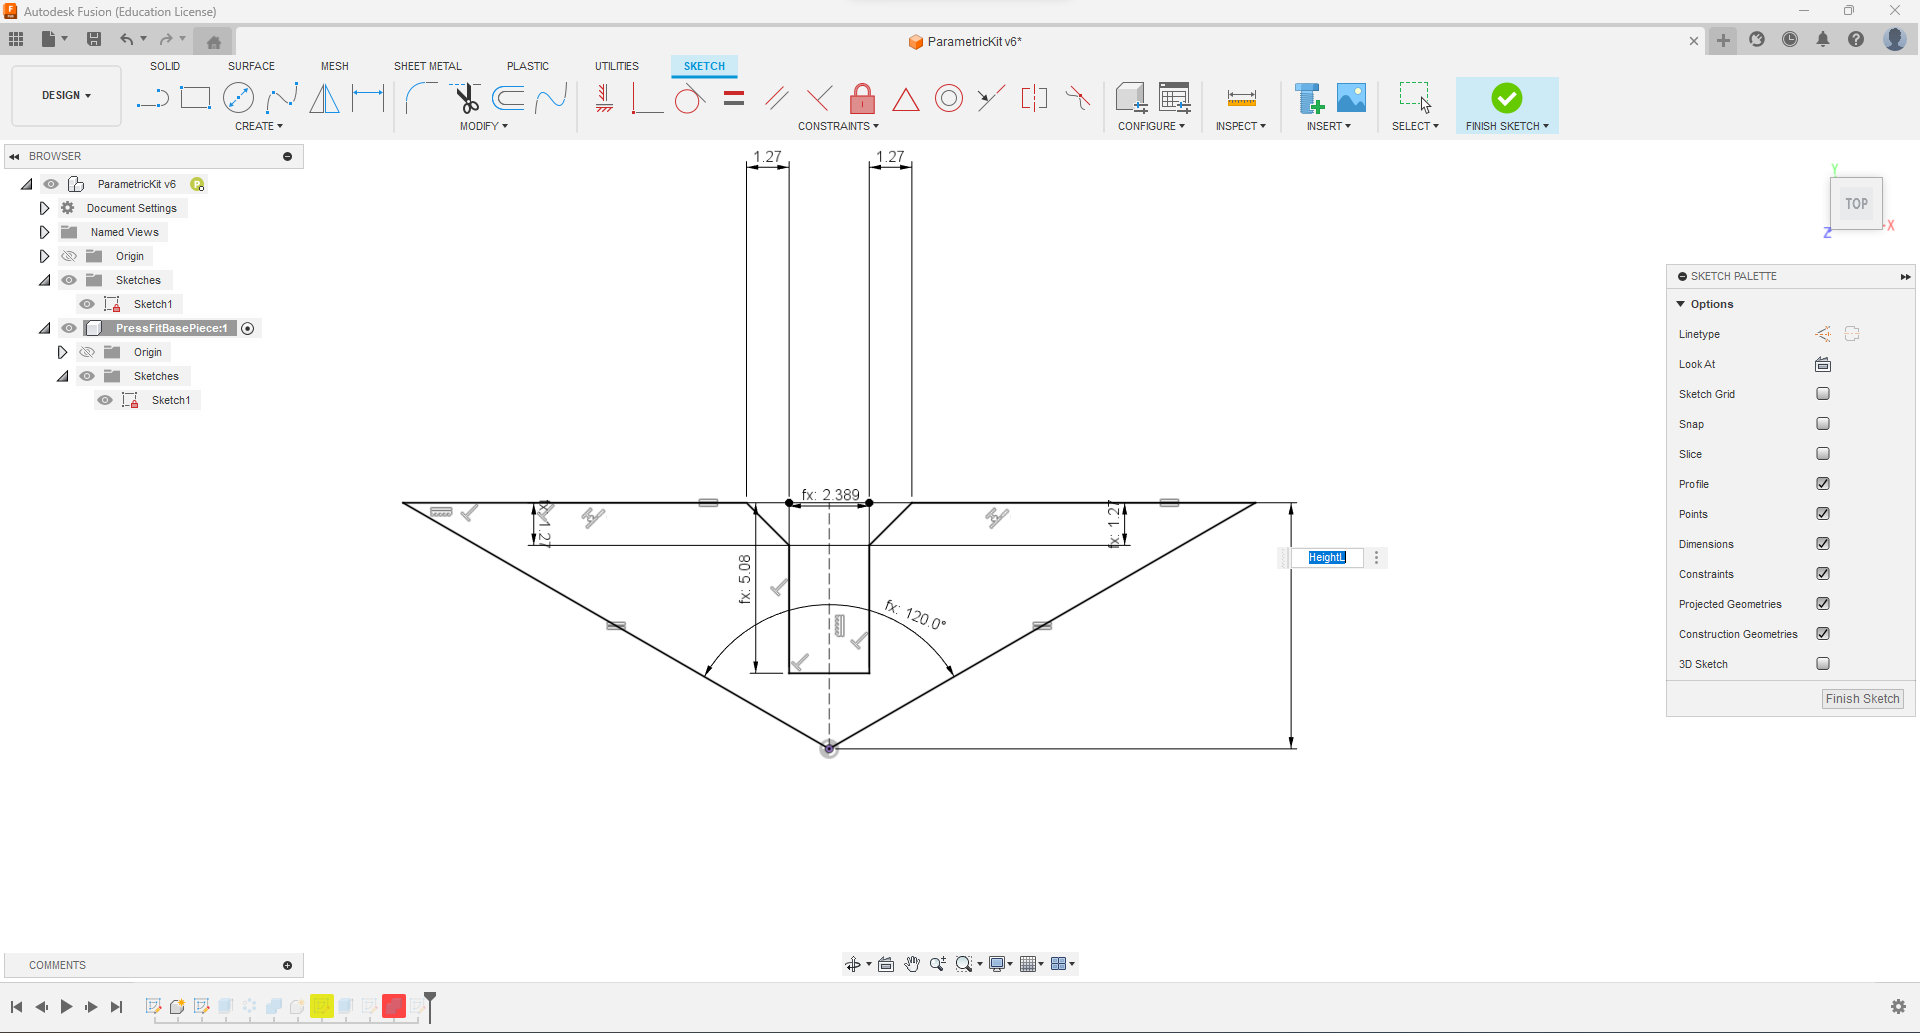 Autodesk Fusion (Education License)
ParametricKit v6*
DESIGN
SOLID
SURFACE
MESH
SHEET METAL
PLASTIC
UTILITIES
SKETCH
CREATE
MODIFY
CONSTRAINTS
CONFIGURE
INSPECT
INSERT
SELECT
FINISH SKETCH
BROWSER
ParametricKit v6
Document Settings
Named Views
Origin
Sketches
Sketch1
PressFitBasePiece:1
Origin
Sketches
Sketch1
1.27
1.27
fx: 2.389
fx: 1.27
fx: 1.27
fx: 5.08
fx: 120.0°
HeightL
Y
TOP
X
Z
SKETCH PALETTE
Options
Linetype
Look At
Sketch Grid
Snap
Slice
Profile
Points
Dimensions
Constraints
Projected Geometries
Construction Geometries
3D Sketch
Finish Sketch
COMMENTS